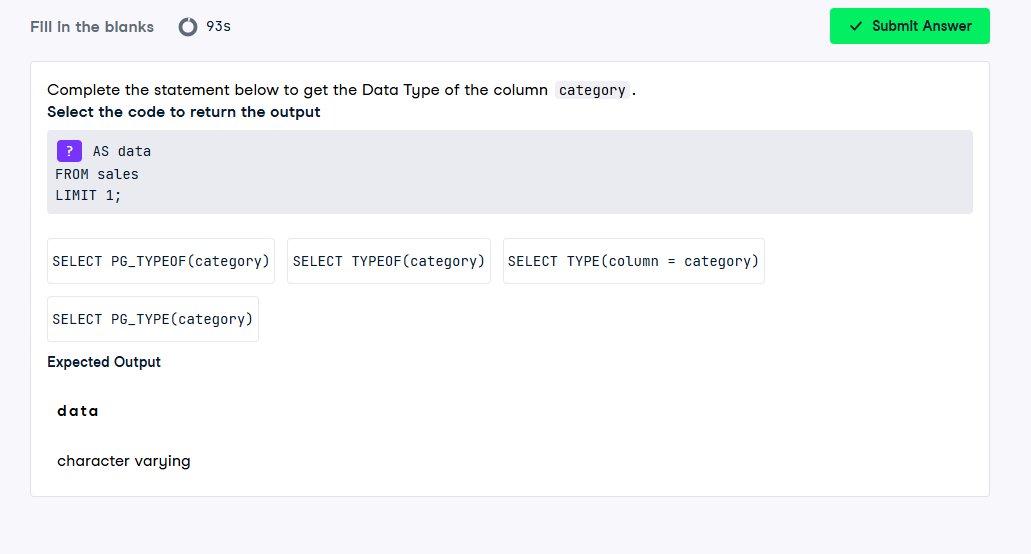 Fill in the blanks 93s Submit Answer
Complete the statement below to get the Data Type of the column category .
Select the code to return the output
? AS data
FROM sales
LIMIT 1;
SELECT PG_TYPEOF(category) SELECT TYPEOF(category) SELECT TYPE(column = category)
SELECT PG_TYPE(category)
Expected Output
data
character varying